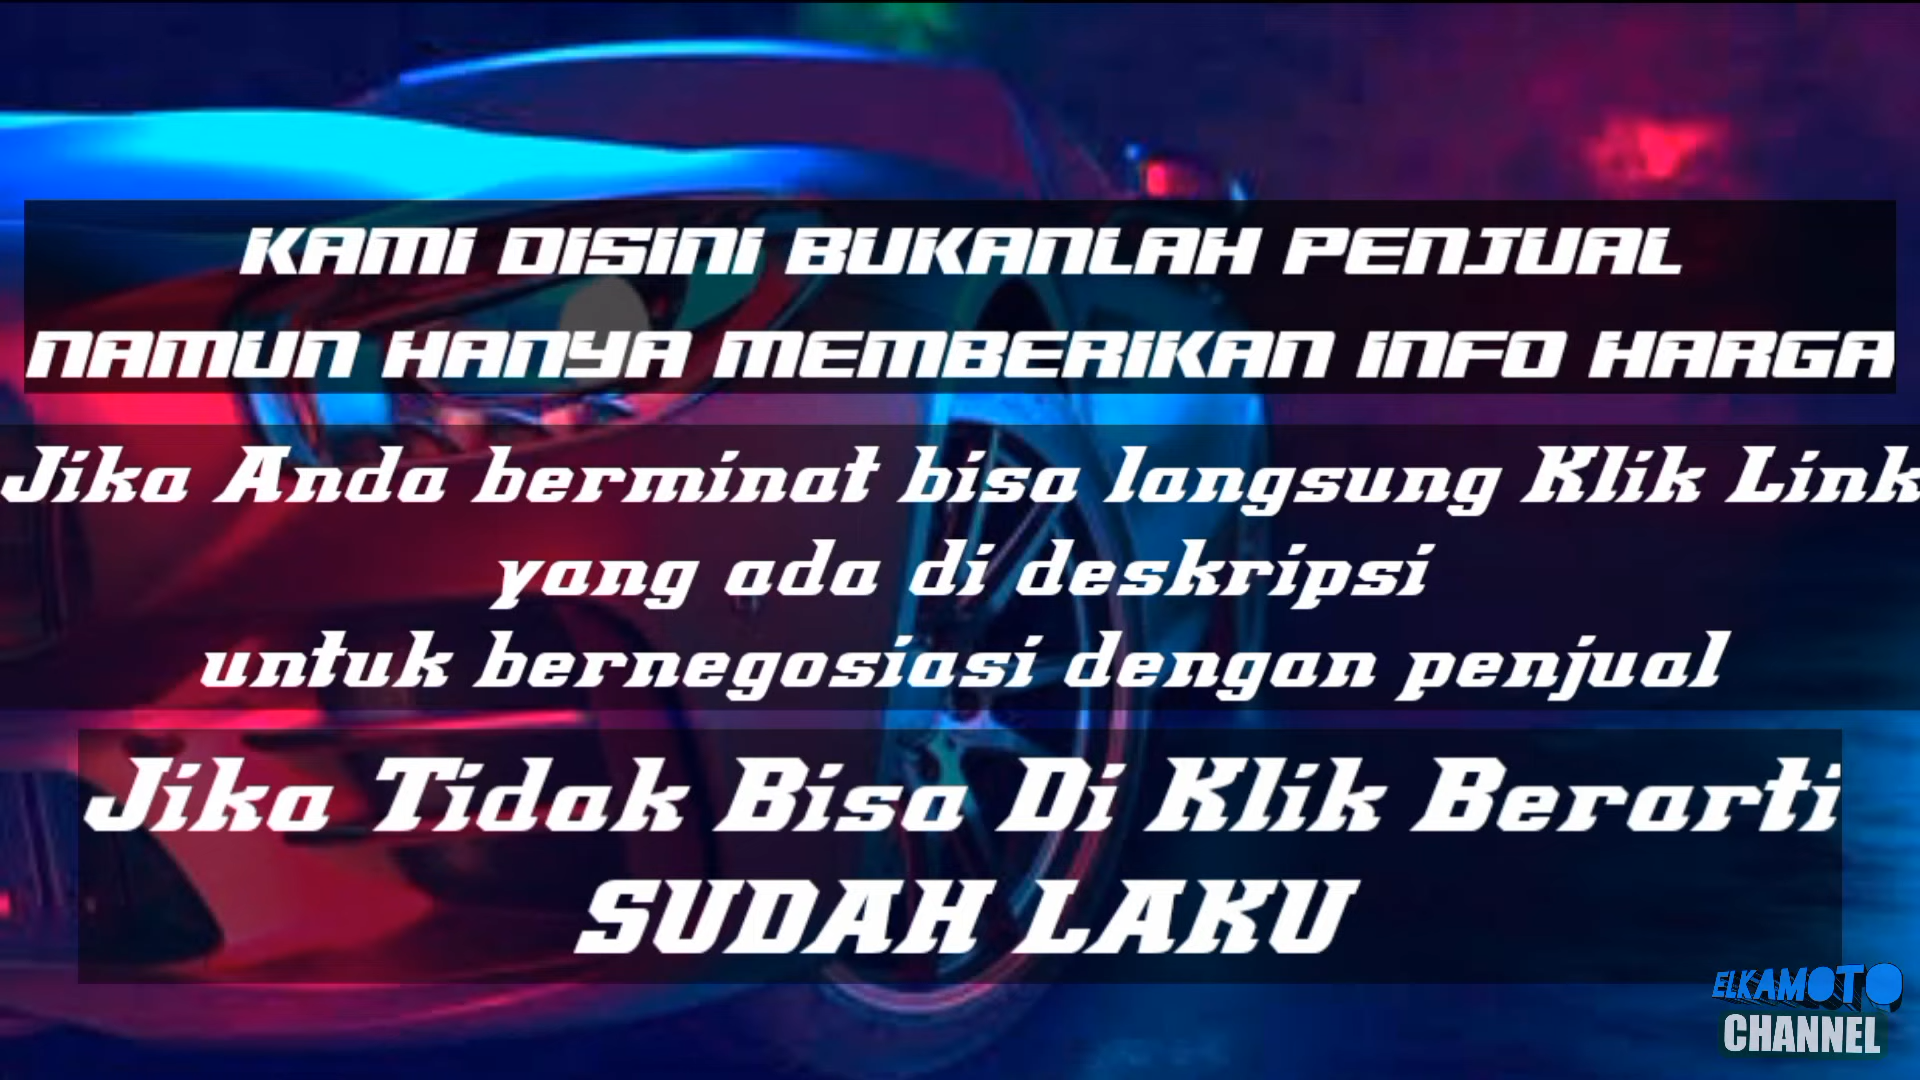 KAMI DISINI BUKANLAH PENJUAL
NAMUN HANYA MEMBERIKAN INFO HARGA
Jika Anda berminat bisa langsung Klik Link
yang ada di deskripsi
untuk bernegosiasi dengan penjual
Jika Tidak Bisa Di Klik Berarti
SUDAH LAKU
ELKAMOTO
CHANNEL